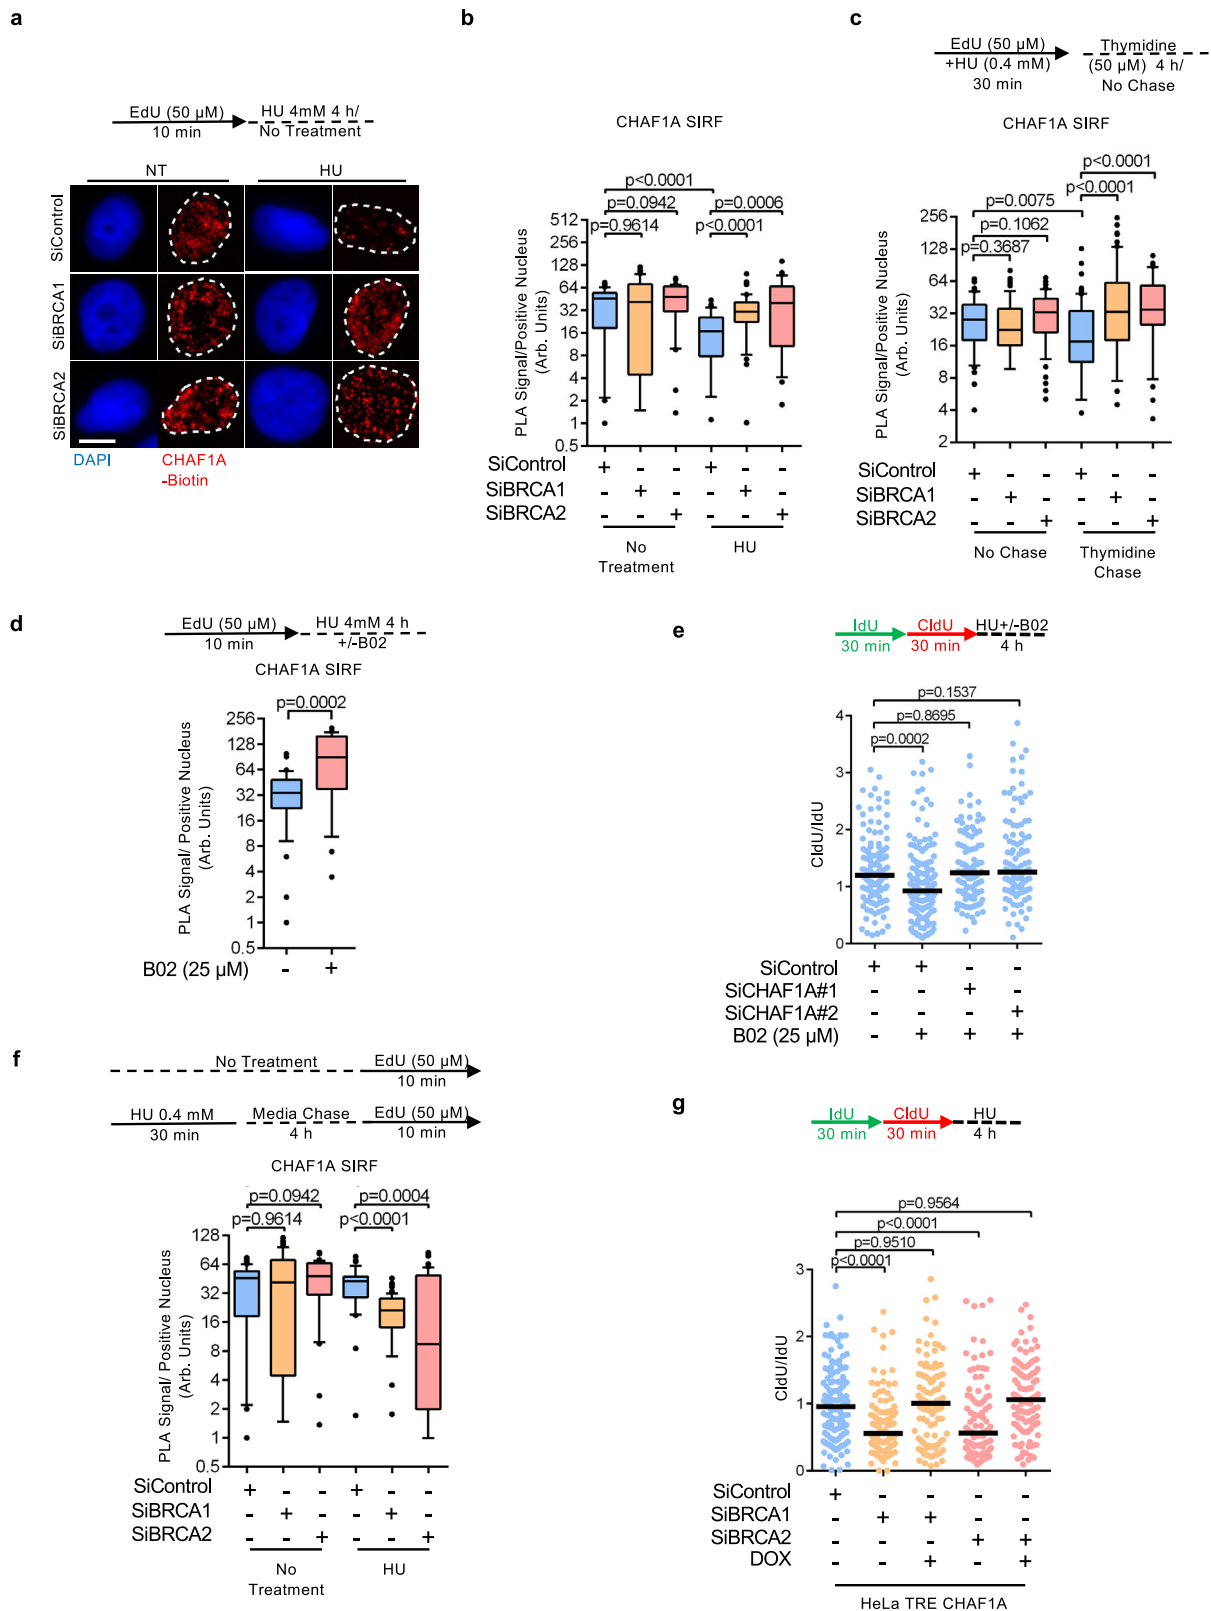 a
EdU (50 µM)
10 min
HU 4mM 4 h/
No Treatment
NT
HU
SiControl
SiBRCA1
SiBRCA2
DAPI
CHAF1A
-Biotin
b
CHAF1A SIRF
p<0.0001
p=0.0942
p=0.0006
p=0.9614
p<0.0001
PLA Signal/Positive Nucleus
(Arb. Units)
512
256
128
64
32
16
8
4
2
1
0.5
SiControl + - - + - -
SiBRCA1 - + - - + -
SiBRCA2 - - + - - +
No
Treatment
HU
c
EdU (50 µM)
+HU (0.4 mM)
30 min
Thymidine
(50 µM) 4 h/
No Chase
CHAF1A SIRF
p<0.0001
p<0.0001
p=0.0075
p=0.1062
p=0.3687
PLA Signal/Positive Nucleus
(Arb. Units)
256
128
64
32
16
8
4
2
SiControl + - - + - -
SiBRCA1 - + - - + -
SiBRCA2 - - + - - +
No Chase
Thymidine
Chase
d
EdU (50 µM)
10 min
HU 4mM 4 h
+/-B02
CHAF1A SIRF
p=0.0002
PLA Signal/ Positive Nucleus
(Arb. Units)
256
128
64
32
16
8
4
2
1
0.5
B02 (25 µM) - +
e
IdU
30 min
CldU
30 min
HU+/-B02
4 h
p=0.1537
p=0.8695
p=0.0002
CldU/IdU
4
3
2
1
0
SiControl + + - -
SiCHAF1A#1 - - + -
SiCHAF1A#2 - - - +
B02 (25 µM) - + + +
f
No Treatment
EdU (50 µM)
10 min
HU 0.4 mM
30 min
Media Chase
4 h
EdU (50 µM)
10 min
CHAF1A SIRF
p=0.0942
p=0.0004
p=0.9614
p<0.0001
PLA Signal/ Positive Nucleus
(Arb. Units)
128
64
32
16
8
4
2
1
0.5
SiControl + - - + - -
SiBRCA1 - + - - + -
SiBRCA2 - - + - - +
No
Treatment
HU
g
IdU
30 min
CldU
30 min
HU
4 h
p=0.9564
p<0.0001
p=0.9510
p<0.0001
CldU/IdU
3
2
1
0
SiControl + - - - -
SiBRCA1 - + + - -
SiBRCA2 - - - + +
DOX - - + - +
HeLa TRE CHAF1A